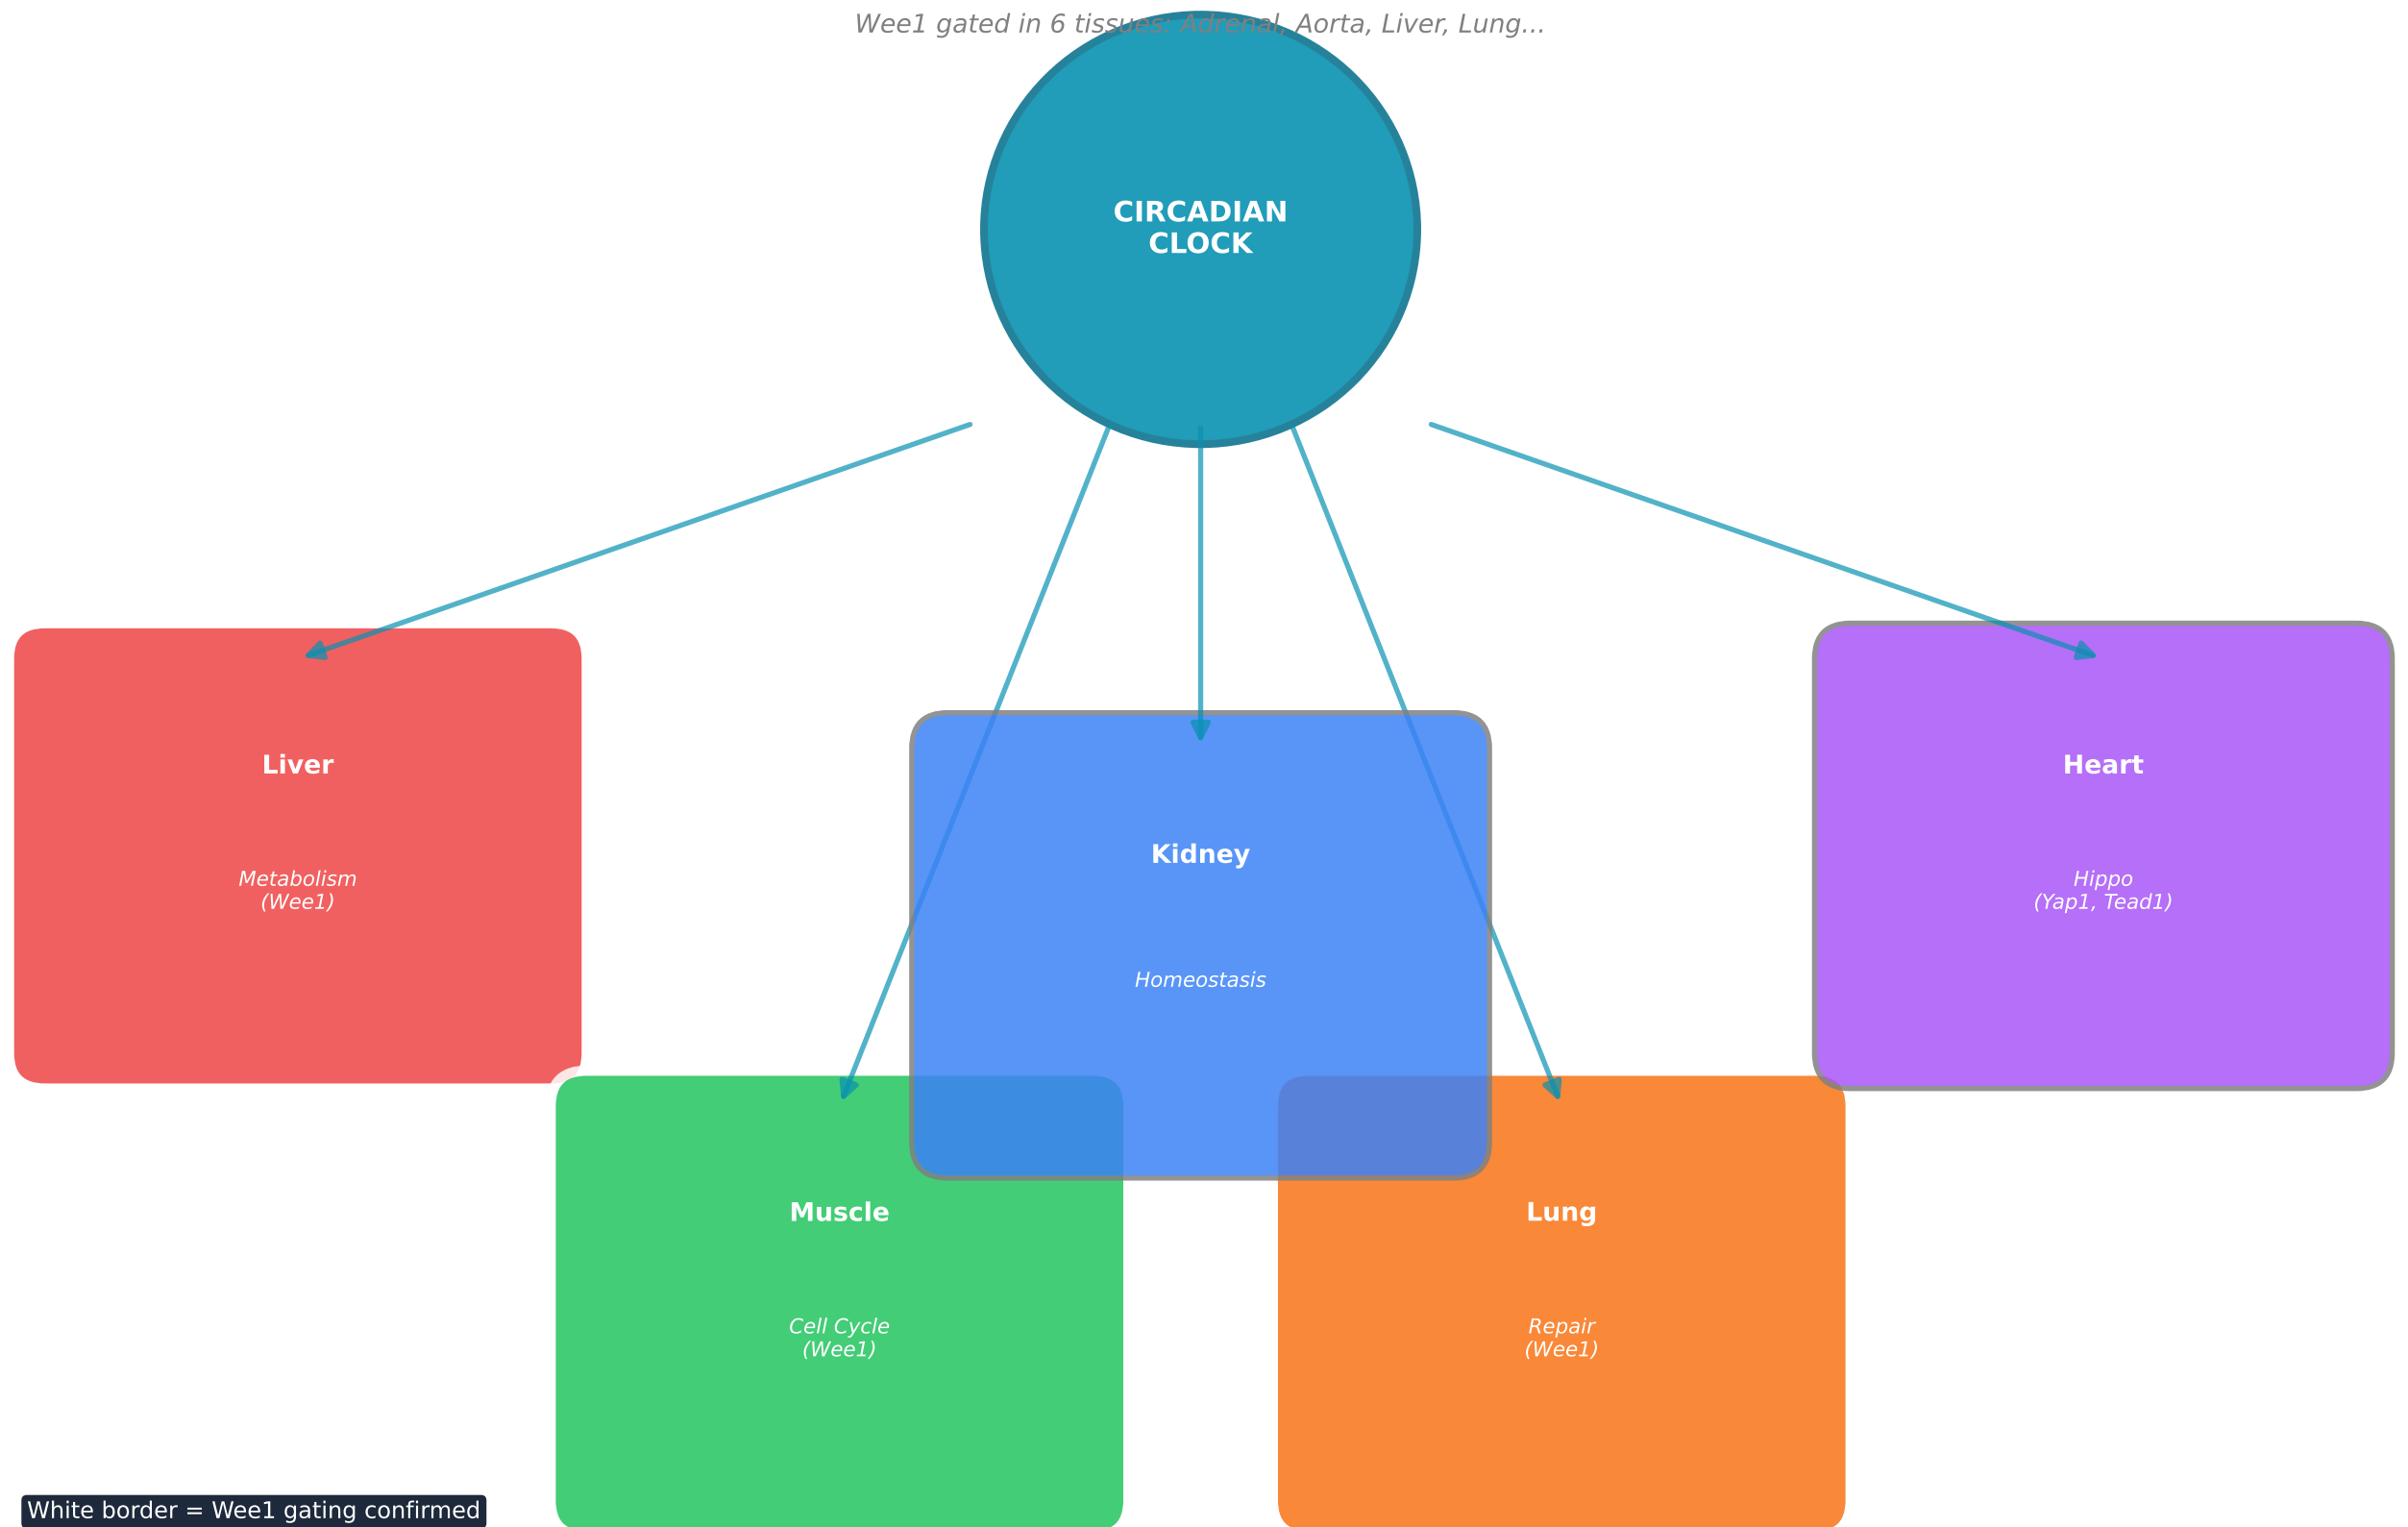 Wee1 gated in 6 tissues: Adrenal, Aorta, Liver, Lung...
CIRCADIAN
CLOCK
Liver
Metabolism
(Wee1)
Heart
Hippo
(Yap1, Tead1)
Kidney
Homeostasis
Muscle
Cell Cycle
(Wee1)
Lung
Repair
(Wee1)
White border = Wee1 gating confirmed